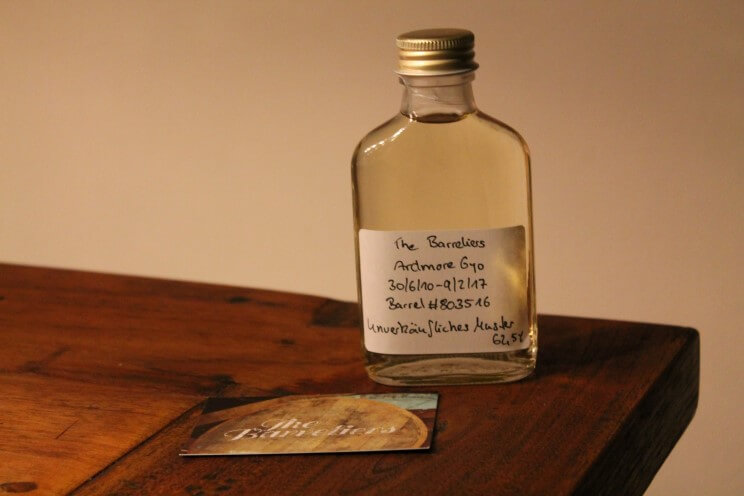 The Barreliers
Ardmore 6yo
30/6/10-9/2/17
Barrel #803516
Unverkäufliches Muster
62,5%
The
Barreliers